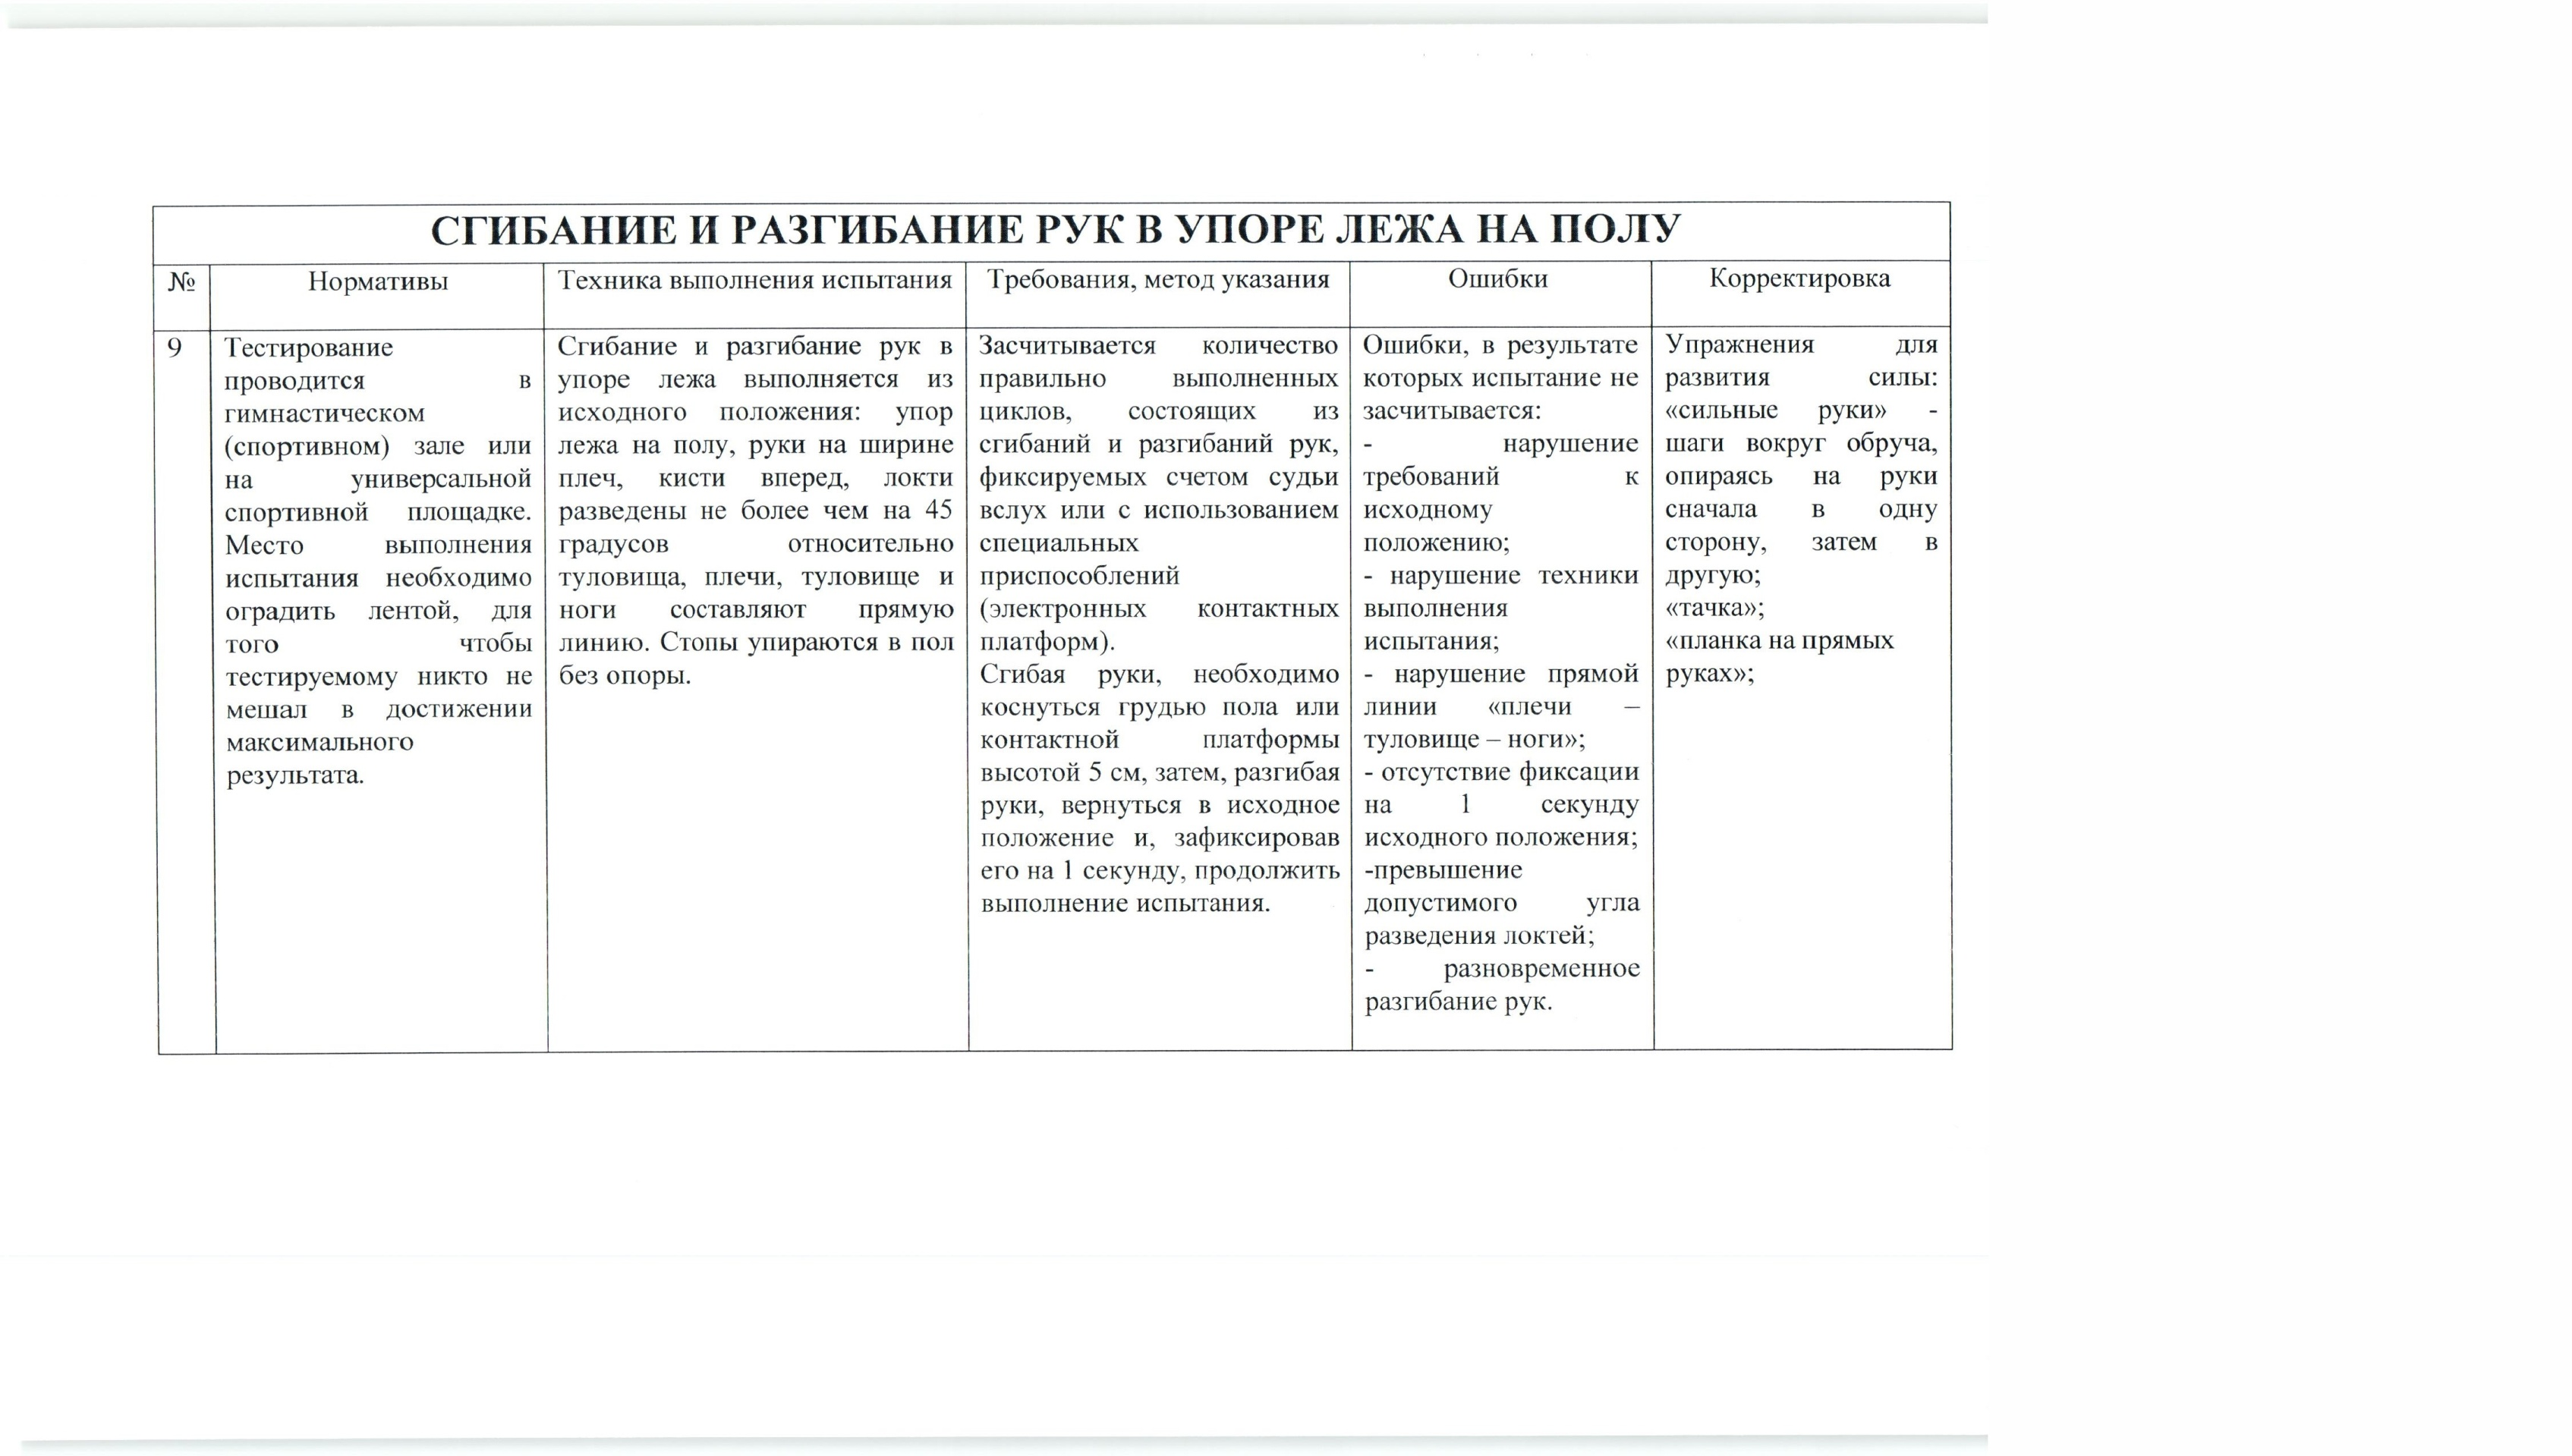 СГИБАНИЕ И РАЗГИБАНИЕ РУК В УПОРЕ ЛЕЖА НА ПОЛУ
№
Нормативы
Техника выполнения испытания
Требования, метод указания
Ошибки
Корректировка
9
Тестирование
проводится в
гимнастическом
(спортивном) зале или
на универсальной
спортивной площадке.
Место выполнения
испытания необходимо
оградить лентой, для
того чтобы
тестируемому никто не
мешал в достижении
максимального
результата.
Сгибание и разгибание рук в
упоре лежа выполняется из
исходного положения: упор
лежа на полу, руки на ширине
плеч, кисти вперед, локти
разведены не более чем на 45
градусов относительно
туловища, плечи, туловище и
ноги составляют прямую
линию. Стопы упираются в пол
без опоры.
Засчитывается количество
правильно выполненных
циклов, состоящих из
сгибаний и разгибаний рук,
фиксируемых счетом судьи
вслух или с использованием
специальных
приспособлений
(электронных контактных
платформ).
Сгибая руки, необходимо
коснуться грудью пола или
контактной платформы
высотой 5 см, затем, разгибая
руки, вернуться в исходное
положение и, зафиксировав
его на 1 секунду, продолжить
выполнение испытания.
Ошибки, в результате
которых испытание не
засчитывается:
- нарушение
требований к
исходному
положению;
- нарушение техники
выполнения
испытания;
- нарушение прямой
линии «плечи –
туловище – ноги»;
- отсутствие фиксации
на 1 секунду
исходного положения;
-превышение
допустимого угла
разведения локтей;
- разновременное
разгибание рук.
Упражнения для
развития силы:
«сильные руки» -
шаги вокруг обруча,
опираясь на руки
сначала в одну
сторону, затем в
другую;
«тачка»;
«планка на прямых
руках»;